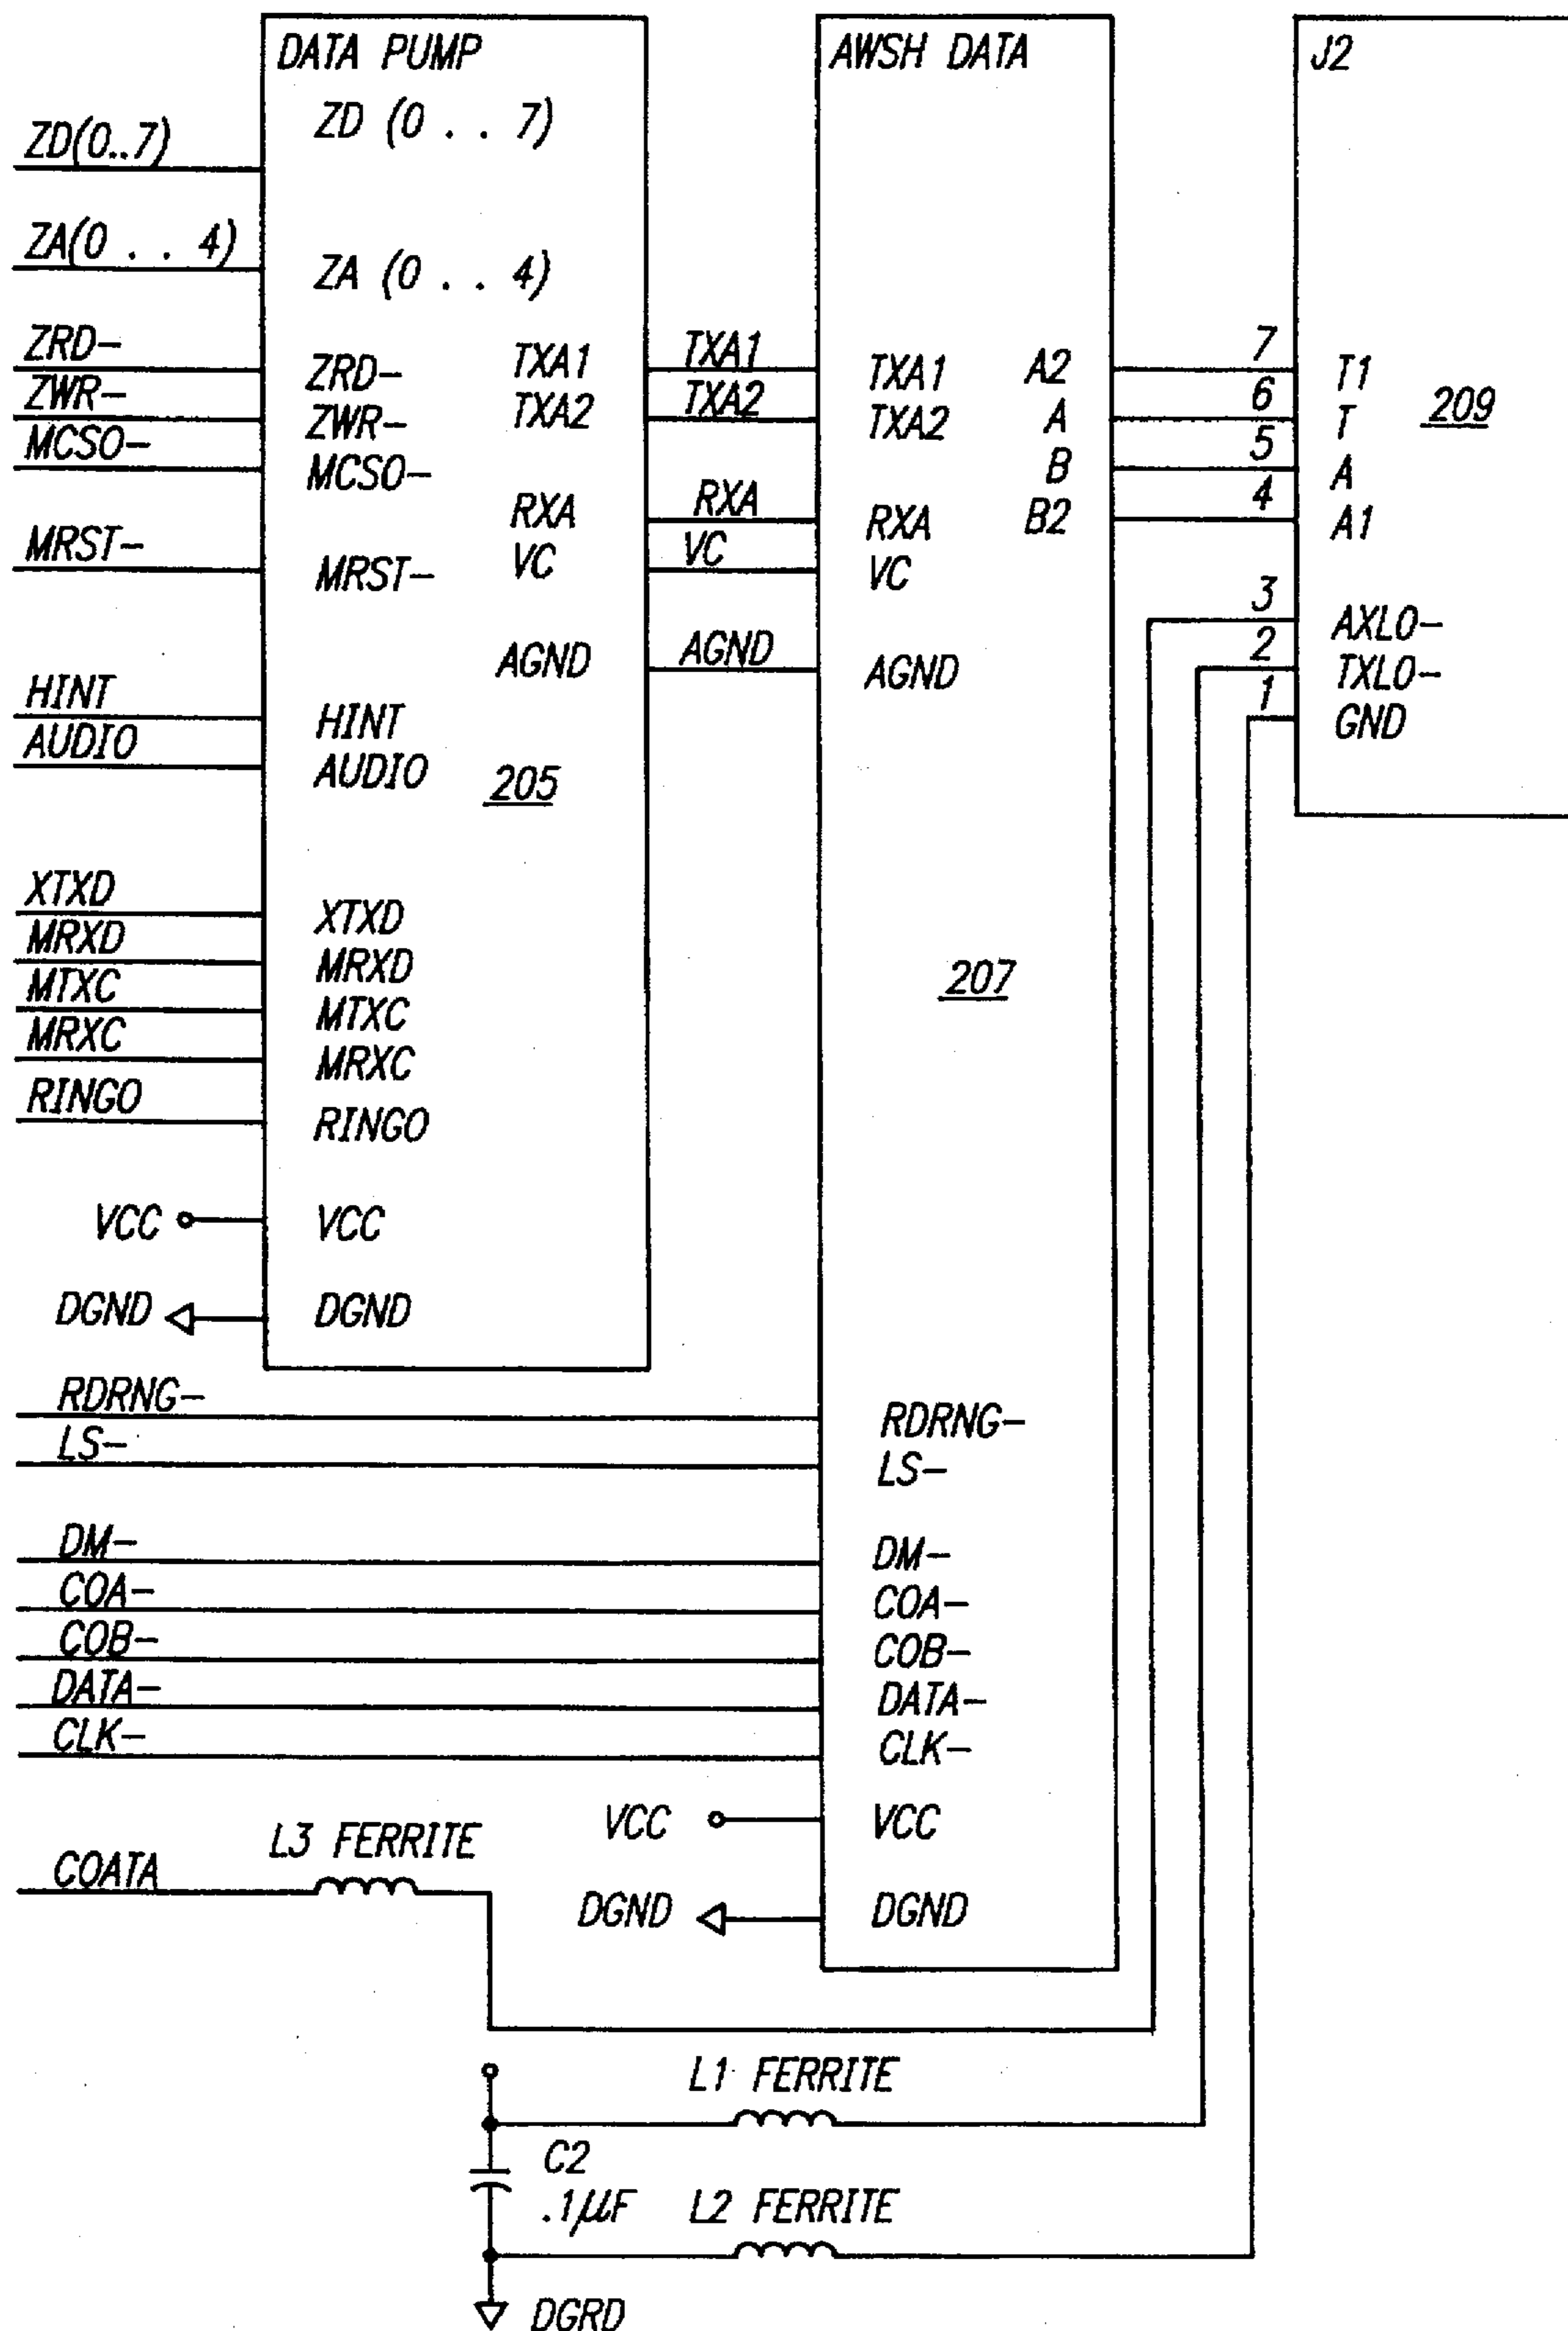 DATA PUMP
AWSH DATA
J2
ZD(0..7)
ZD (0 . . 7)
ZA(0 . . 4)
ZA (0 . . 4)
ZRD-
ZRD-
TXA1
TXA1
TXA1
A2
7
T1
ZWR-
ZWR-
TXA2
TXA2
TXA2
A
6
T
209
MCSO-
MCSO-
B
5
A
RXA
RXA
RXA
B2
4
A1
MRST-
MRST-
VC
VC
VC
3
AXLO-
AGND
AGND
AGND
2
TXLO-
HINT
HINT
1
GND
AUDIO
AUDIO
205
XTXD
XTXD
MRXD
MRXD
207
MTXC
MTXC
MRXC
MRXC
RINGO
RINGO
VCC
VCC
DGND
DGND
RDRNG-
RDRNG-
LS-
LS-
DM-
DM-
COA-
COA-
COB-
COB-
DATA-
DATA-
CLK-
CLK-
VCC
VCC
L3 FERRITE
COATA
DGND
DGND
L1 FERRITE
C2
.1μF
L2 FERRITE
DGRD